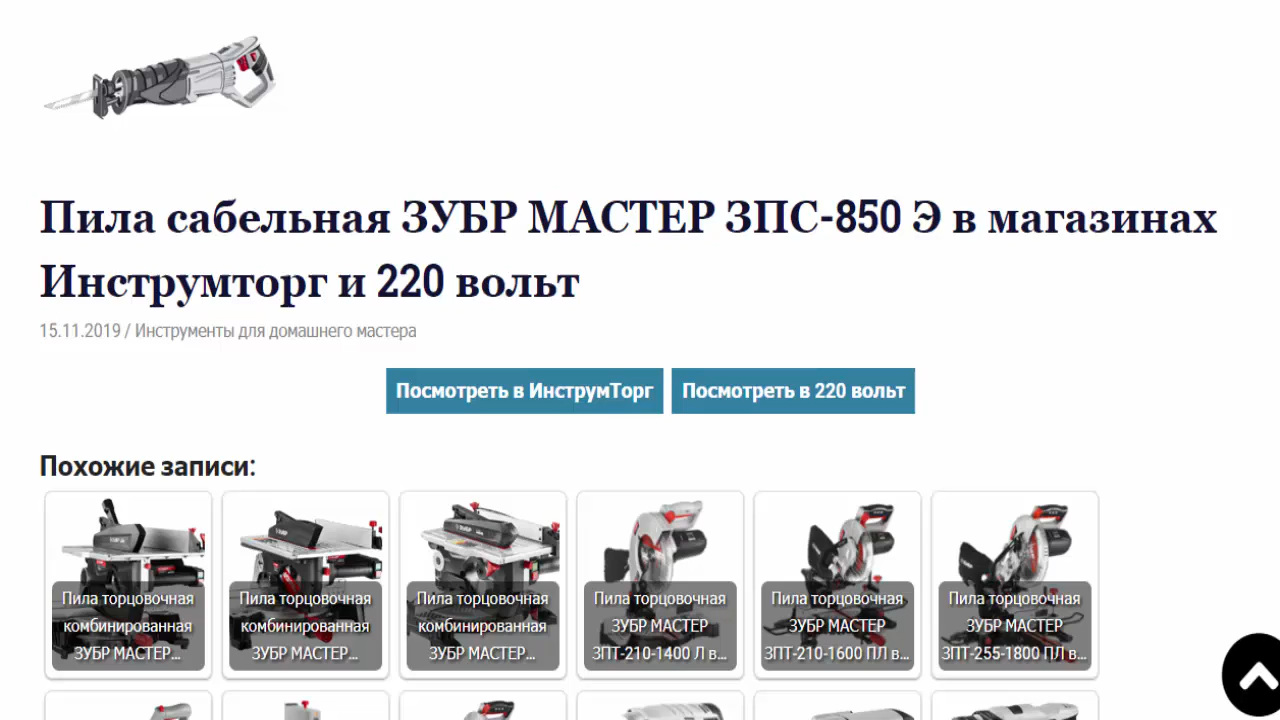 Пила сабельная ЗУБР МАСТЕР ЗПС-850 Э в магазинах
Инструмторг и 220 вольт
15.11.2019 / Инструменты для домашнего мастера
Посмотреть в ИнструмТорг
Посмотреть в 220 вольт
Похожие записи:
Пила торцовочная
комбинированная
ЗУБР МАСТЕР...
Пила торцовочная
комбинированная
ЗУБР МАСТЕР...
Пила торцовочная
комбинированная
ЗУБР МАСТЕР...
Пила торцовочная
ЗУБР МАСТЕР
ЗПТ-210-1400 Л в...
Пила торцовочная
ЗУБР МАСТЕР
ЗПТ-210-1600 ПЛ в...
Пила торцовочная
ЗУБР МАСТЕР
ЗПТ-255-1800 ПЛ в...